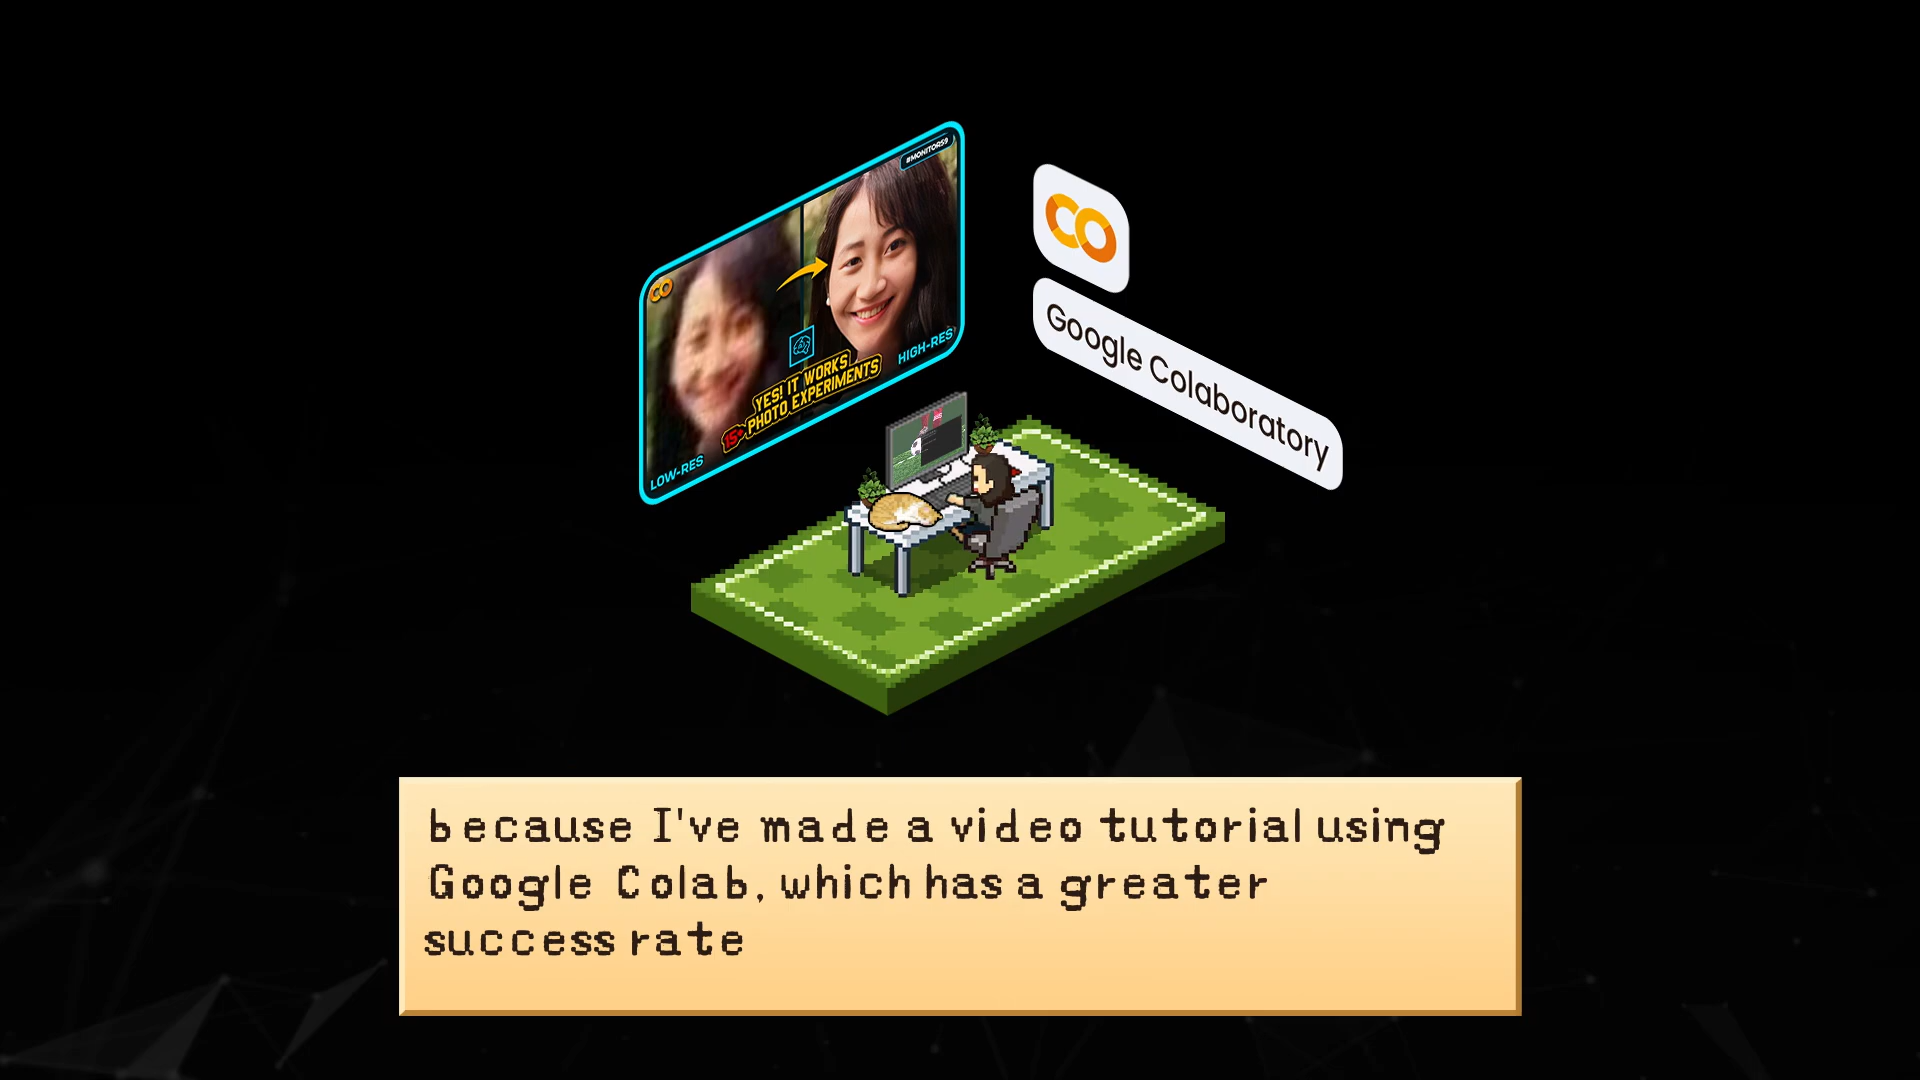 #MONITOR59
CO
YES! IT WORKS
15+ PHOTO EXPERIMENTS
LOW-RES
HIGH-RES
CO
Google Colaboratory
because I've made a video tutorial using
Google Colab, which has a greater
success rate